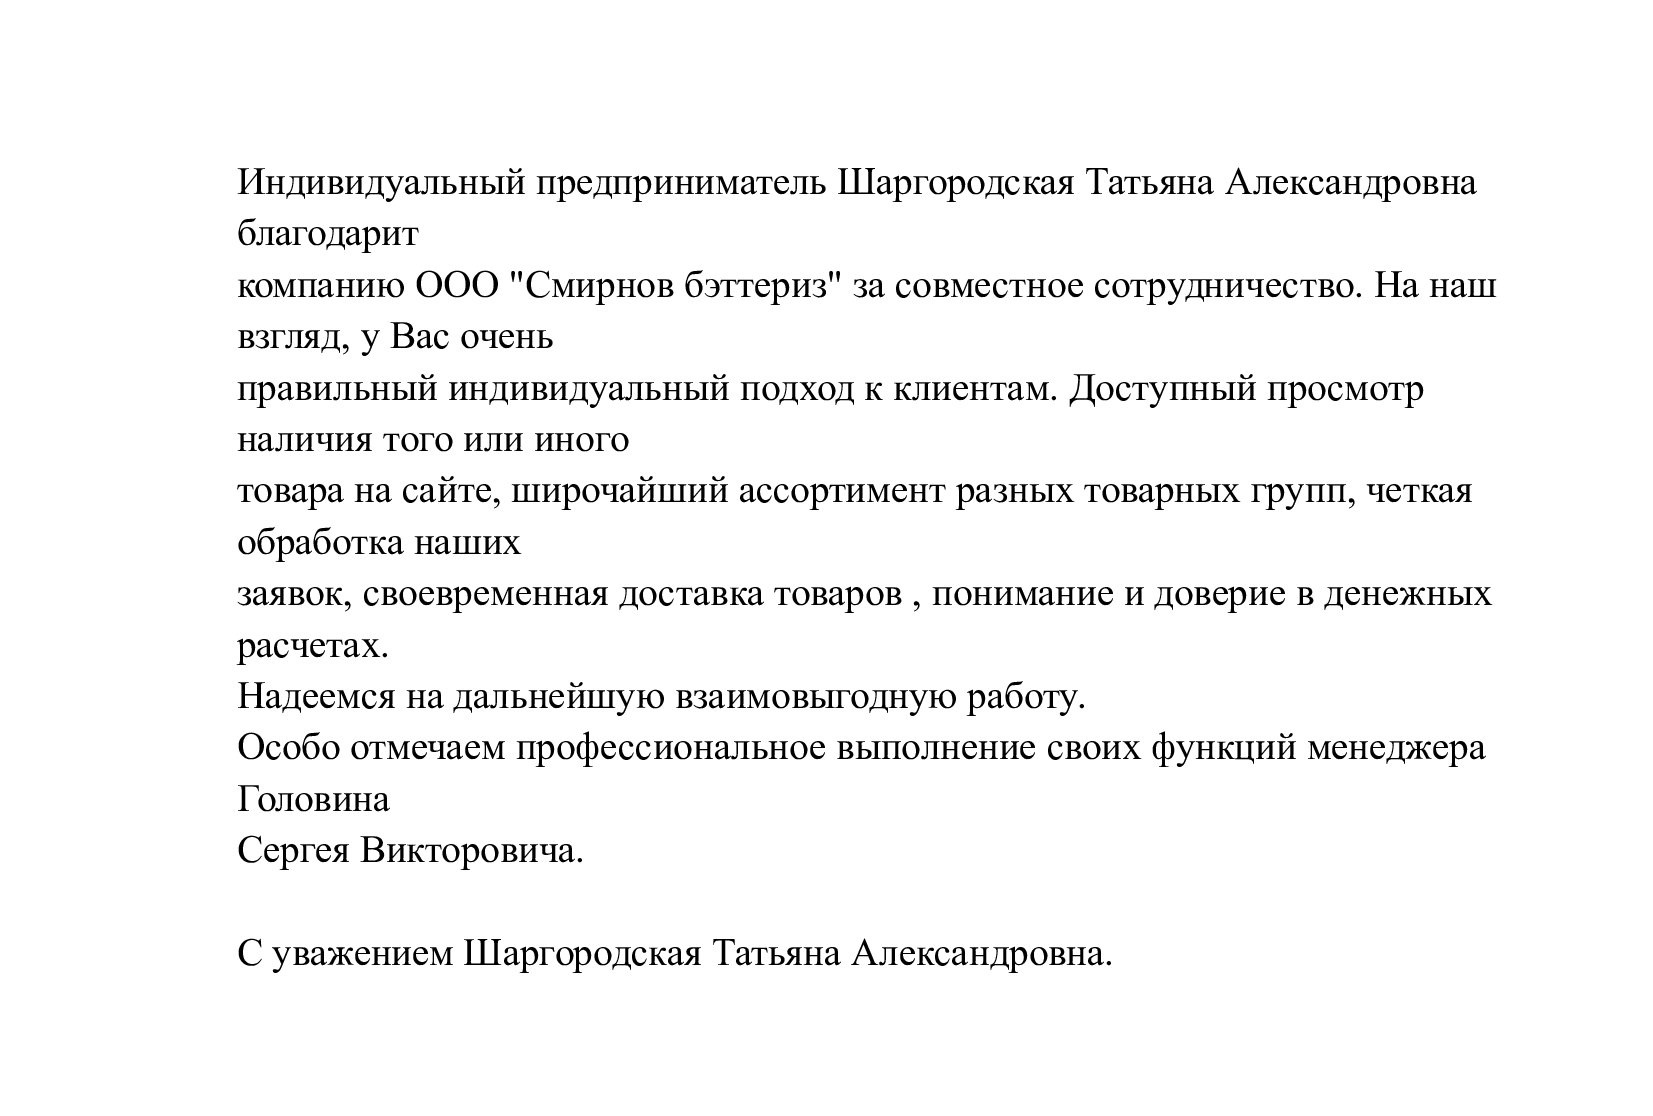 Индивидуальный предприниматель Шаргородская Татьяна Александровна
благодарит
компанию ООО "Смирнов бэттериз" за совместное сотрудничество. На наш
взгляд, у Вас очень
правильный индивидуальный подход к клиентам. Доступный просмотр
наличия того или иного
товара на сайте, широчайший ассортимент разных товарных групп, четкая
обработка наших
заявок, своевременная доставка товаров , понимание и доверие в денежных
расчетах.
Надеемся на дальнейшую взаимовыгодную работу.
Особо отмечаем профессиональное выполнение своих функций менеджера
Головина
Сергея Викторовича.
С уважением Шаргородская Татьяна Александровна.